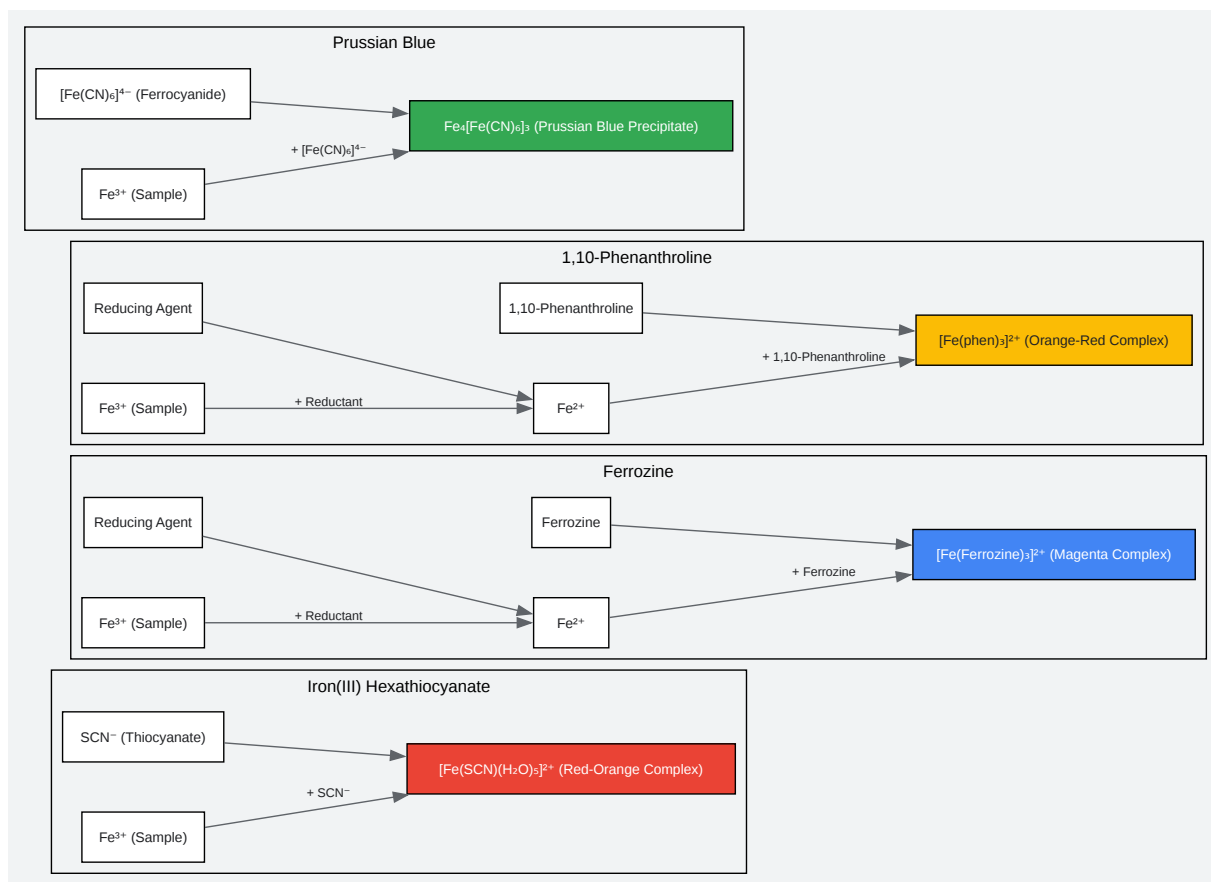 Prussian Blue
[Fe(CN)₆]⁴⁻ (Ferrocyanide)
Fe₄[Fe(CN)₆]₃ (Prussian Blue Precipitate)
+ [Fe(CN)₆]⁴⁻
Fe³⁺ (Sample)
1,10-Phenanthroline
Reducing Agent
1,10-Phenanthroline
[Fe(phen)₃]²⁺ (Orange-Red Complex)
+ 1,10-Phenanthroline
Fe³⁺ (Sample)
+ Reductant
Fe²⁺
Ferrozine
Reducing Agent
Ferrozine
[Fe(Ferrozine)₃]²⁺ (Magenta Complex)
+ Ferrozine
Fe³⁺ (Sample)
+ Reductant
Fe²⁺
Iron(III) Hexathiocyanate
SCN⁻ (Thiocyanate)
[Fe(SCN)(H₂O)₅]²⁺ (Red-Orange Complex)
+ SCN⁻
Fe³⁺ (Sample)